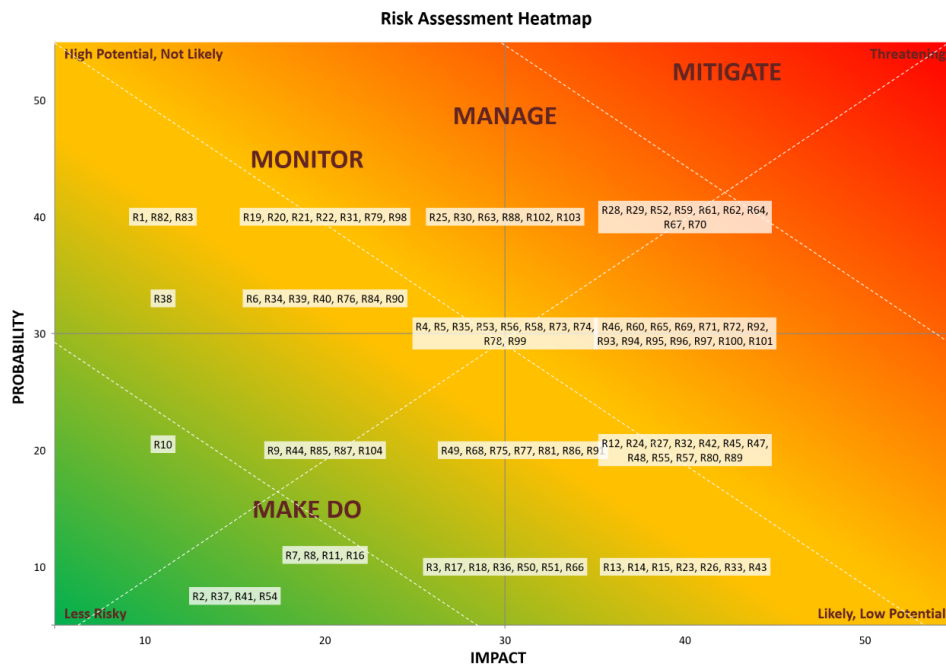 Risk Assessment Heatmap
High Potential, Not Likely
Threatening
MITIGATE
MANAGE
MONITOR
50
40
30
20
10
PROBABILITY
R1, R82, R83
R19, R20, R21, R22, R31, R79, R98
R25, R30, R63, R88, R102, R103
R28, R29, R52, R59, R61, R62, R64,
R67, R70
R38
R6, R34, R39, R40, R76, R84, R90
R4, R5, R35, R53, R56, R58, R73, R74,
R78, R99
R46, R60, R65, R69, R71, R72, R92,
R93, R94, R95, R96, R97, R100, R101
R10
R9, R44, R85, R87, R104
R49, R68, R75, R77, R81, R86, R91
R12, R24, R27, R32, R42, R45, R47,
R48, R55, R57, R80, R89
MAKE DO
R7, R8, R11, R16
R3, R17, R18, R36, R50, R51, R66
R13, R14, R15, R23, R26, R33, R43
R2, R37, R41, R54
Less Risky
Likely, Low Potential
10
20
30
40
50
IMPACT